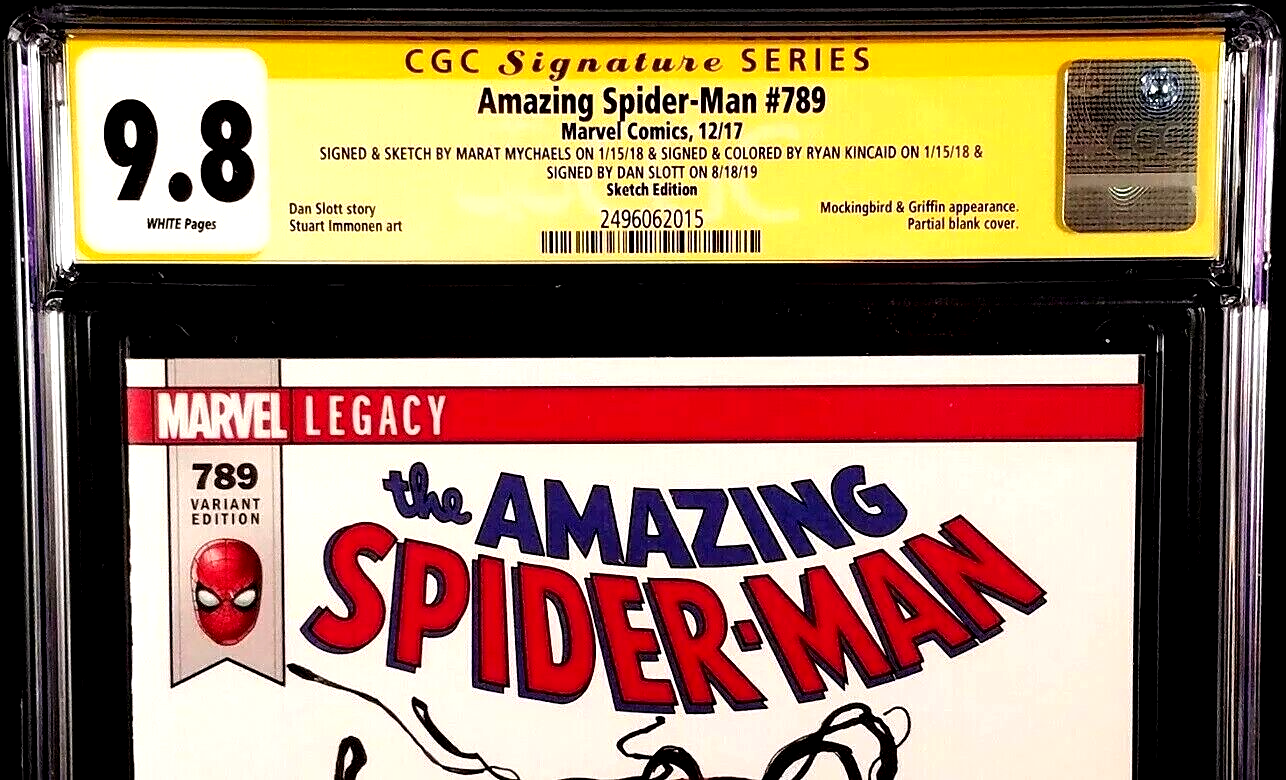 CGC Signature SERIES
9.8
WHITE Pages
Amazing Spider-Man #789
Marvel Comics, 12/17
SIGNED & SKETCH BY MARAT MYCHAELS ON 1/15/18 & SIGNED & COLORED BY RYAN KINCAID ON 1/15/18 &
SIGNED BY DAN SLOTT ON 8/18/19
Sketch Edition
Dan Slott story
Stuart Immonen art
2496062015
Mockingbird & Griffin appearance.
Partial blank cover.
CGC
MARVEL LEGACY
789
VARIANT
EDITION
the AMAZING
SPIDER-MAN